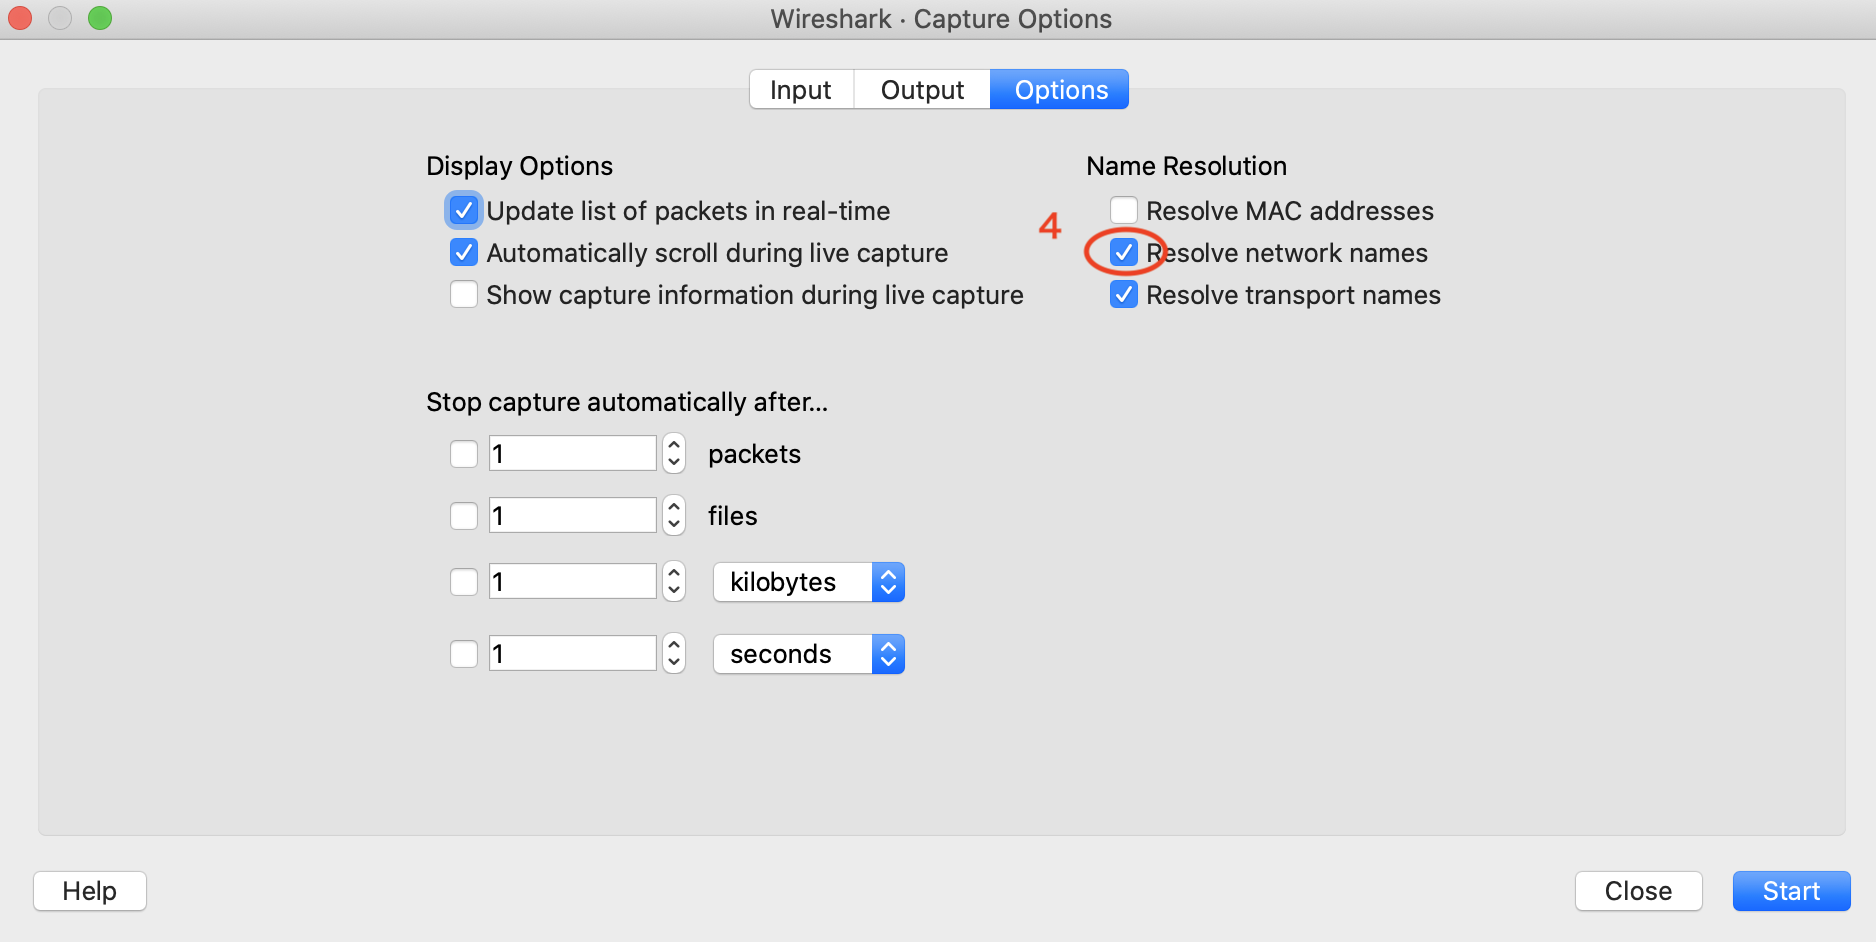 Wireshark · Capture Options
Input Output Options
Display Options
Update list of packets in real-time
Automatically scroll during live capture
Show capture information during live capture
Name Resolution
Resolve MAC addresses
4
Resolve network names
Resolve transport names
Stop capture automatically after...
1 packets
1 files
1 kilobytes
1 seconds
Help Close Start